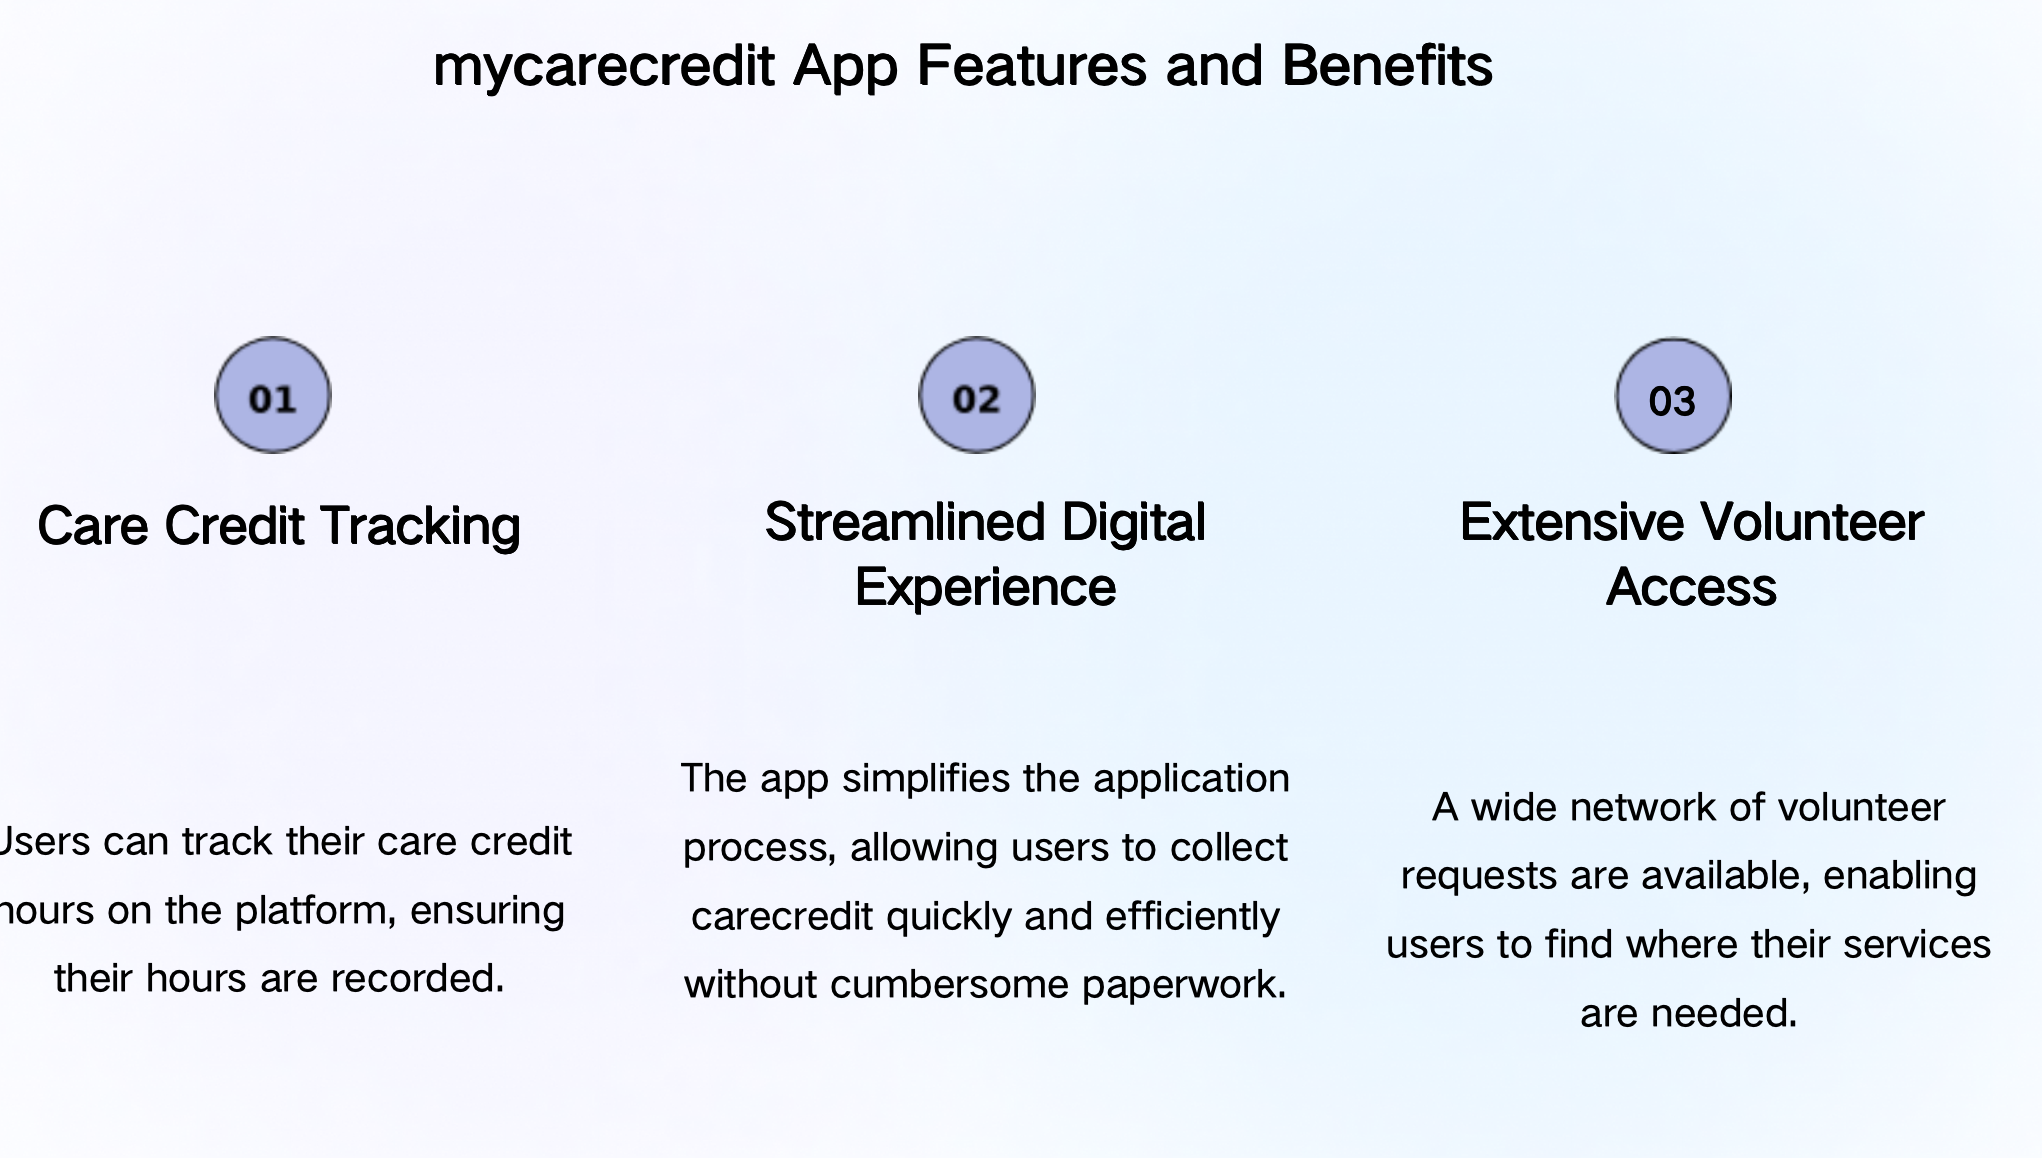 mycarecredit App Features and Benefits
01
Care Credit Tracking
Users can track their care credit
hours on the platform, ensuring
their hours are recorded.
02
Streamlined Digital
Experience
The app simplifies the application
process, allowing users to collect
carecredit quickly and efficiently
without cumbersome paperwork.
03
Extensive Volunteer
Access
A wide network of volunteer
requests are available, enabling
users to find where their services
are needed.